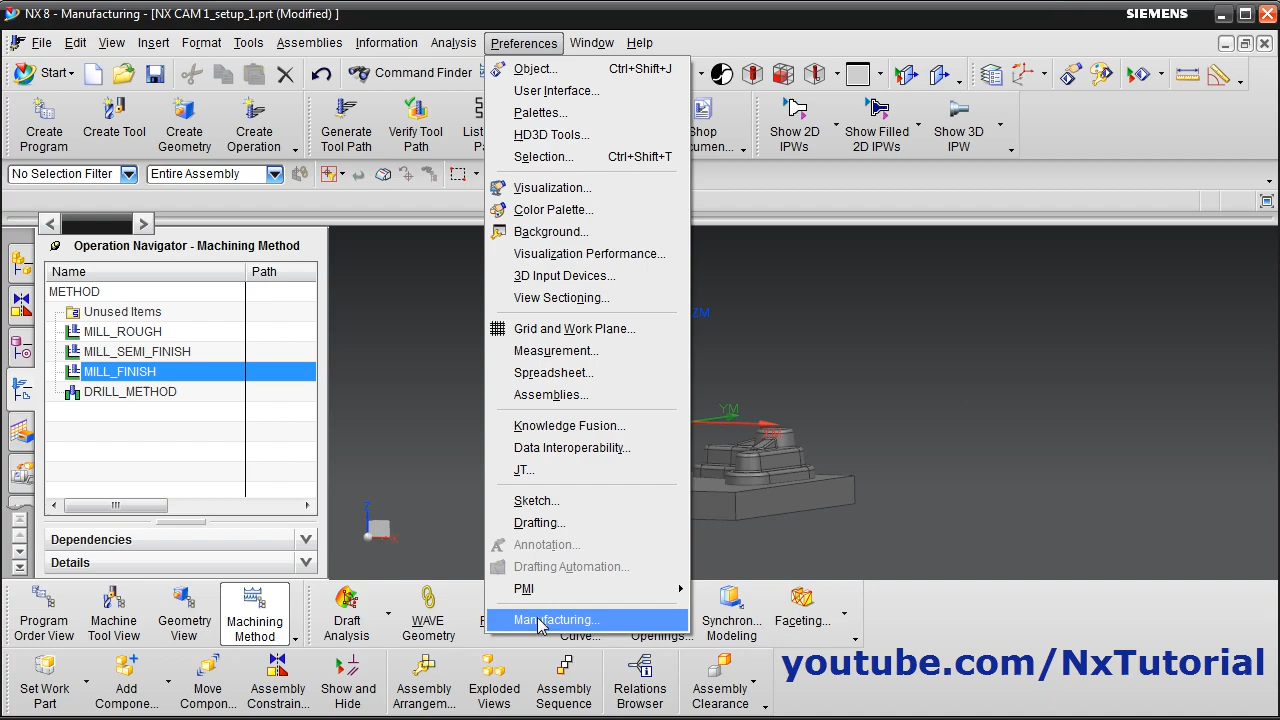 NX 8 - Manufacturing - [NX CAM 1_setup_1.prt (Modified) ]
SIEMENS
File Edit View Insert Format Tools Assemblies Information Analysis Preferences Window Help
Start
Command Finder
Create Program
Create Tool
Create Geometry
Create Operation
Generate Tool Path
Verify Tool Path
Show 2D IPWs
Show Filled 2D IPWs
Show 3D IPW
No Selection Filter
Entire Assembly
Object... Ctrl+Shift+J
User Interface...
Palettes...
HD3D Tools...
Selection... Ctrl+Shift+T
Visualization...
Color Palette...
Background...
Visualization Performance...
3D Input Devices...
View Sectioning...
Grid and Work Plane...
Measurement...
Spreadsheet...
Assemblies...
Knowledge Fusion...
Data Interoperability...
JT...
Sketch...
Drafting...
Annotation...
Drafting Automation...
PMI
Manufacturing...
Operation Navigator - Machining Method
Name Path
METHOD
Unused Items
MILL_ROUGH
MILL_SEMI_FINISH
MILL_FINISH
DRILL_METHOD
Dependencies
Details
ZM
YM
Z
Program Order View
Machine Tool View
Geometry View
Machining Method
Draft Analysis
WAVE Geometry
Curve...
Openings...
Synchron... Modeling
Faceting...
Set Work Part
Add Compone...
Move Compon...
Assembly Constrain...
Show and Hide
Assembly Arrangem...
Exploded Views
Assembly Sequence
Relations Browser
Assembly Clearance
youtube.com/NxTutorial